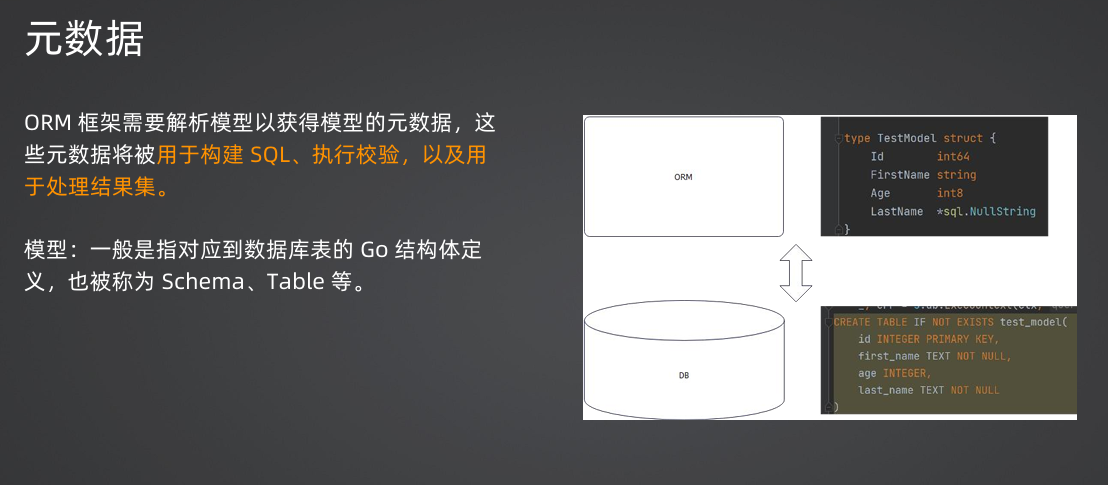 元数据
ORM 框架需要解析模型以获得模型的元数据，这
些元数据将被用于构建 SQL、执行校验，以及用
于处理结果集。
模型：一般是指对应到数据库表的 Go 结构体定
义，也被称为 Schema、Table 等。
ORM
type TestModel struct {
Id int64
FirstName string
Age int8
LastName *sql.NullString
}
DB
CREATE TABLE IF NOT EXISTS test_model(
id INTEGER PRIMARY KEY,
first_name TEXT NOT NULL,
age INTEGER,
last_name TEXT NOT NULL
)